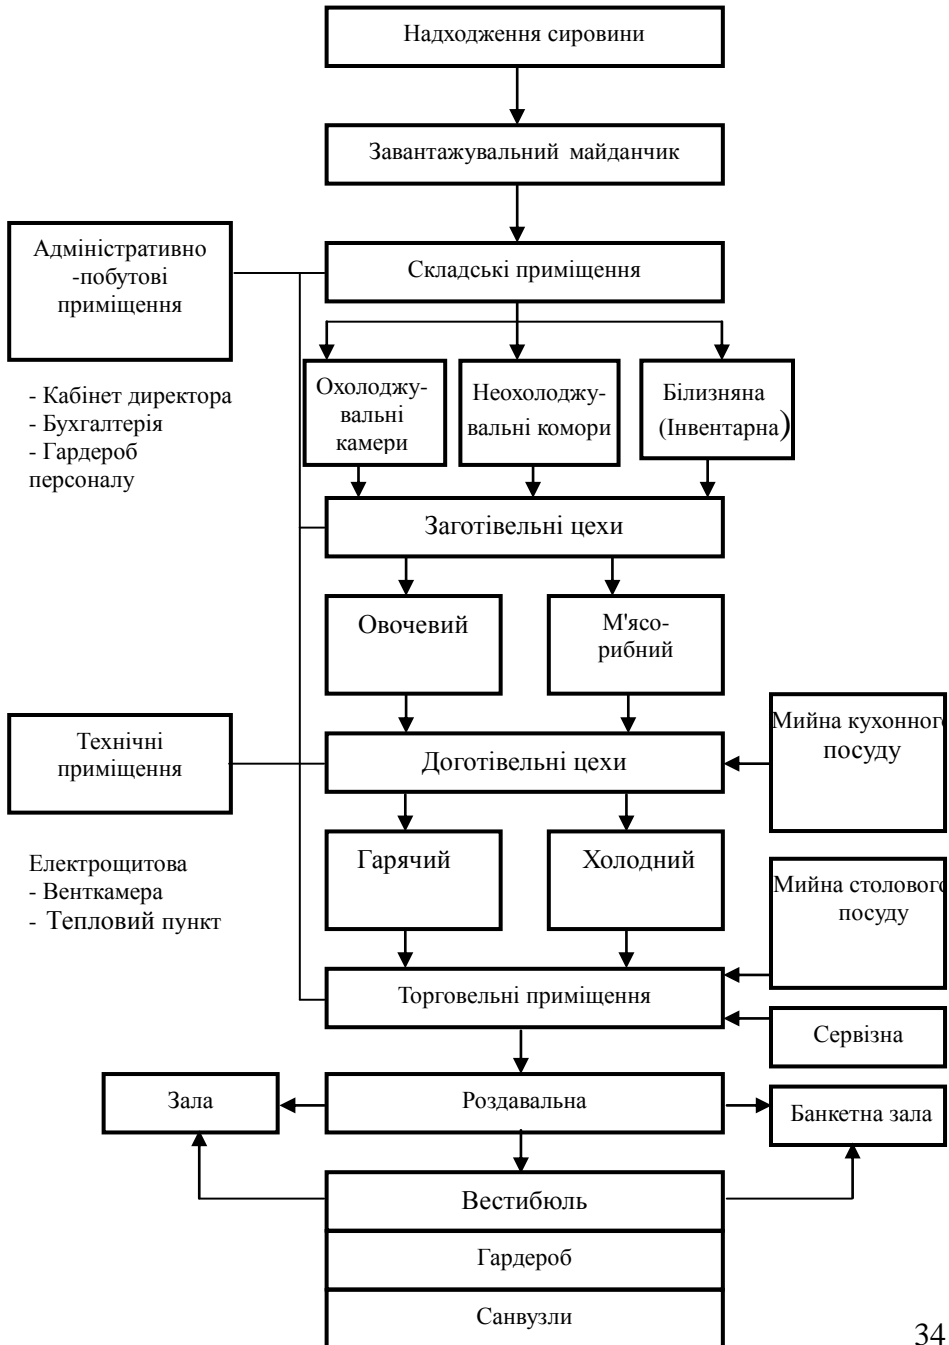 Надходження сировини
Завантажувальний майданчик
Адміністративно
-побутові
приміщення
Складські приміщення
- Кабінет директора
- Бухгалтерія
- Гардероб
персоналу
Охолоджу-
вальні
камери
Неохолоджу-
вальні комори
Білизняна
(Інвентарна)
Заготівельні цехи
Овочевий
М'ясо-
рибний
Технічні
приміщення
Доготівельні цехи
Мийна кухонного
посуду
Електрощитова
- Венткамера
- Тепловий пункт
Гарячий
Холодний
Мийна столового
посуду
Торговельні приміщення
Сервізна
Зала
Роздавальна
Банкетна зала
Вестибюль
Гардероб
Санвузли
34